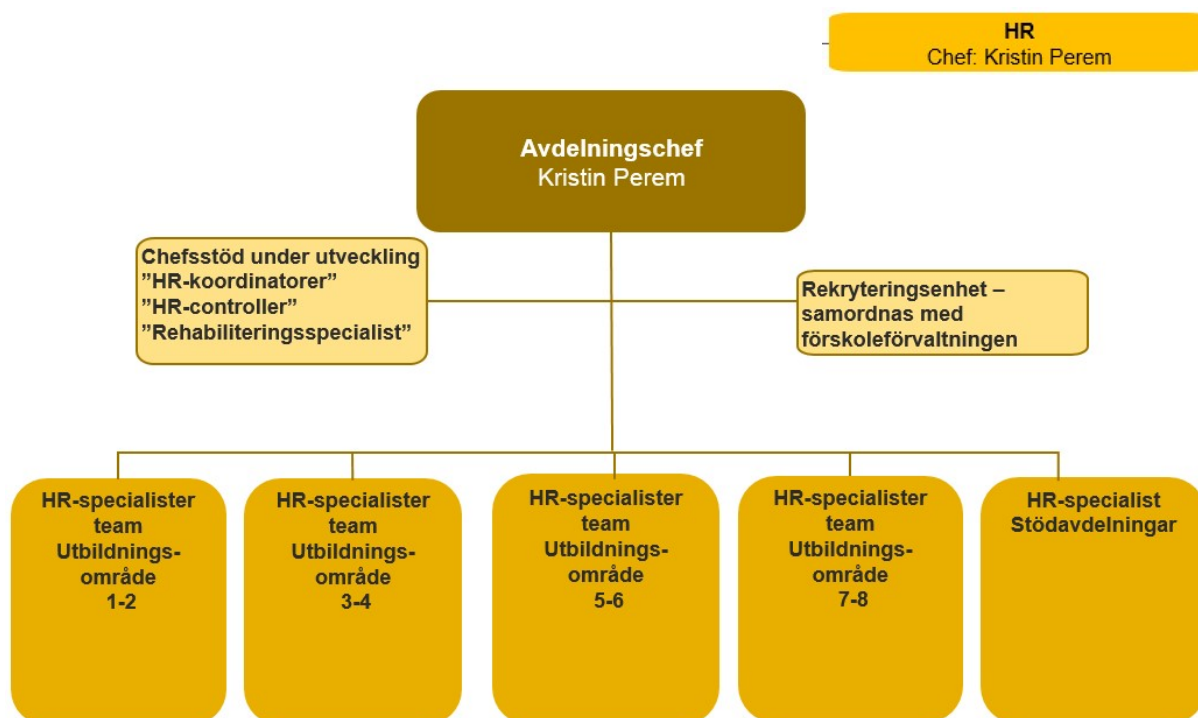 HR
Chef: Kristin Perem
Avdelningschef
Kristin Perem
Chefsstöd under utveckling
”HR-koordinatorer”
”HR-controller”
”Rehabiliteringsspecialist”
Rekryteringsenhet –
samordnas med
förskoleförvaltningen
HR-specialister
team
Utbildnings-
område
1-2
HR-specialister
team
Utbildnings-
område
3-4
HR-specialister
team
Utbildnings-
område
5-6
HR-specialister
team
Utbildnings-
område
7-8
HR-specialist
Stödavdelningar